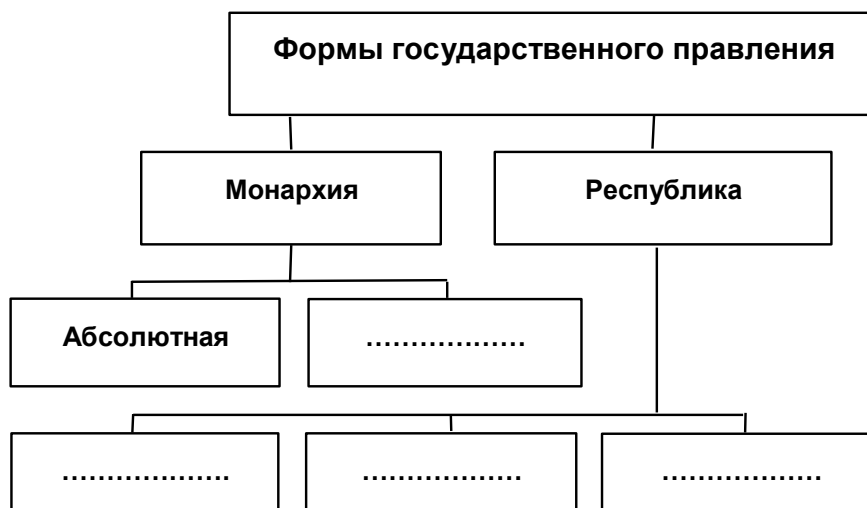 Формы государственного правления
Монархия
Республика
Абсолютная
………………
……………….
………………
………………